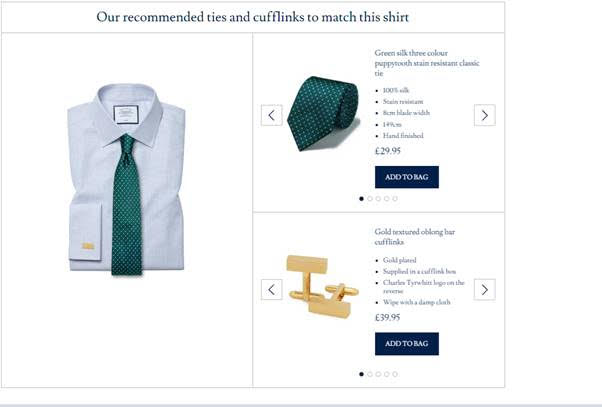 Our recommended ties and cufflinks to match this shirt
Green silk three colour
puppytooth stain resistant classic
tie
• 100% silk
• Stain resistant
• 8cm blade width
• 149cm
• Hand finished
£29.95
ADD TO BAG
Gold textured oblong bar
cufflinks
• Gold plated
• Supplied in a cufflink box
• Charles Tyrwhitt logo on the
reverse
• Wipe with a damp cloth
£39.95
ADD TO BAG